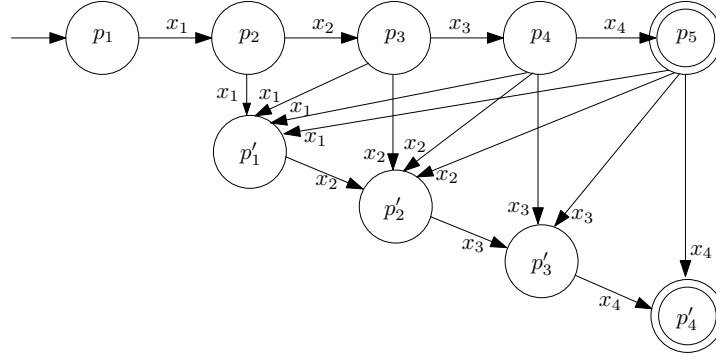 p₁ x₁ p₂ x₂ p₃ x₃ p₄ x₄ p₅
x₁ x₁ x₁ x₁
p′₁ x₂ x₂ x₂ x₂
p′₂ x₃ x₃ x₃
p′₃ x₄ x₄
p′₄